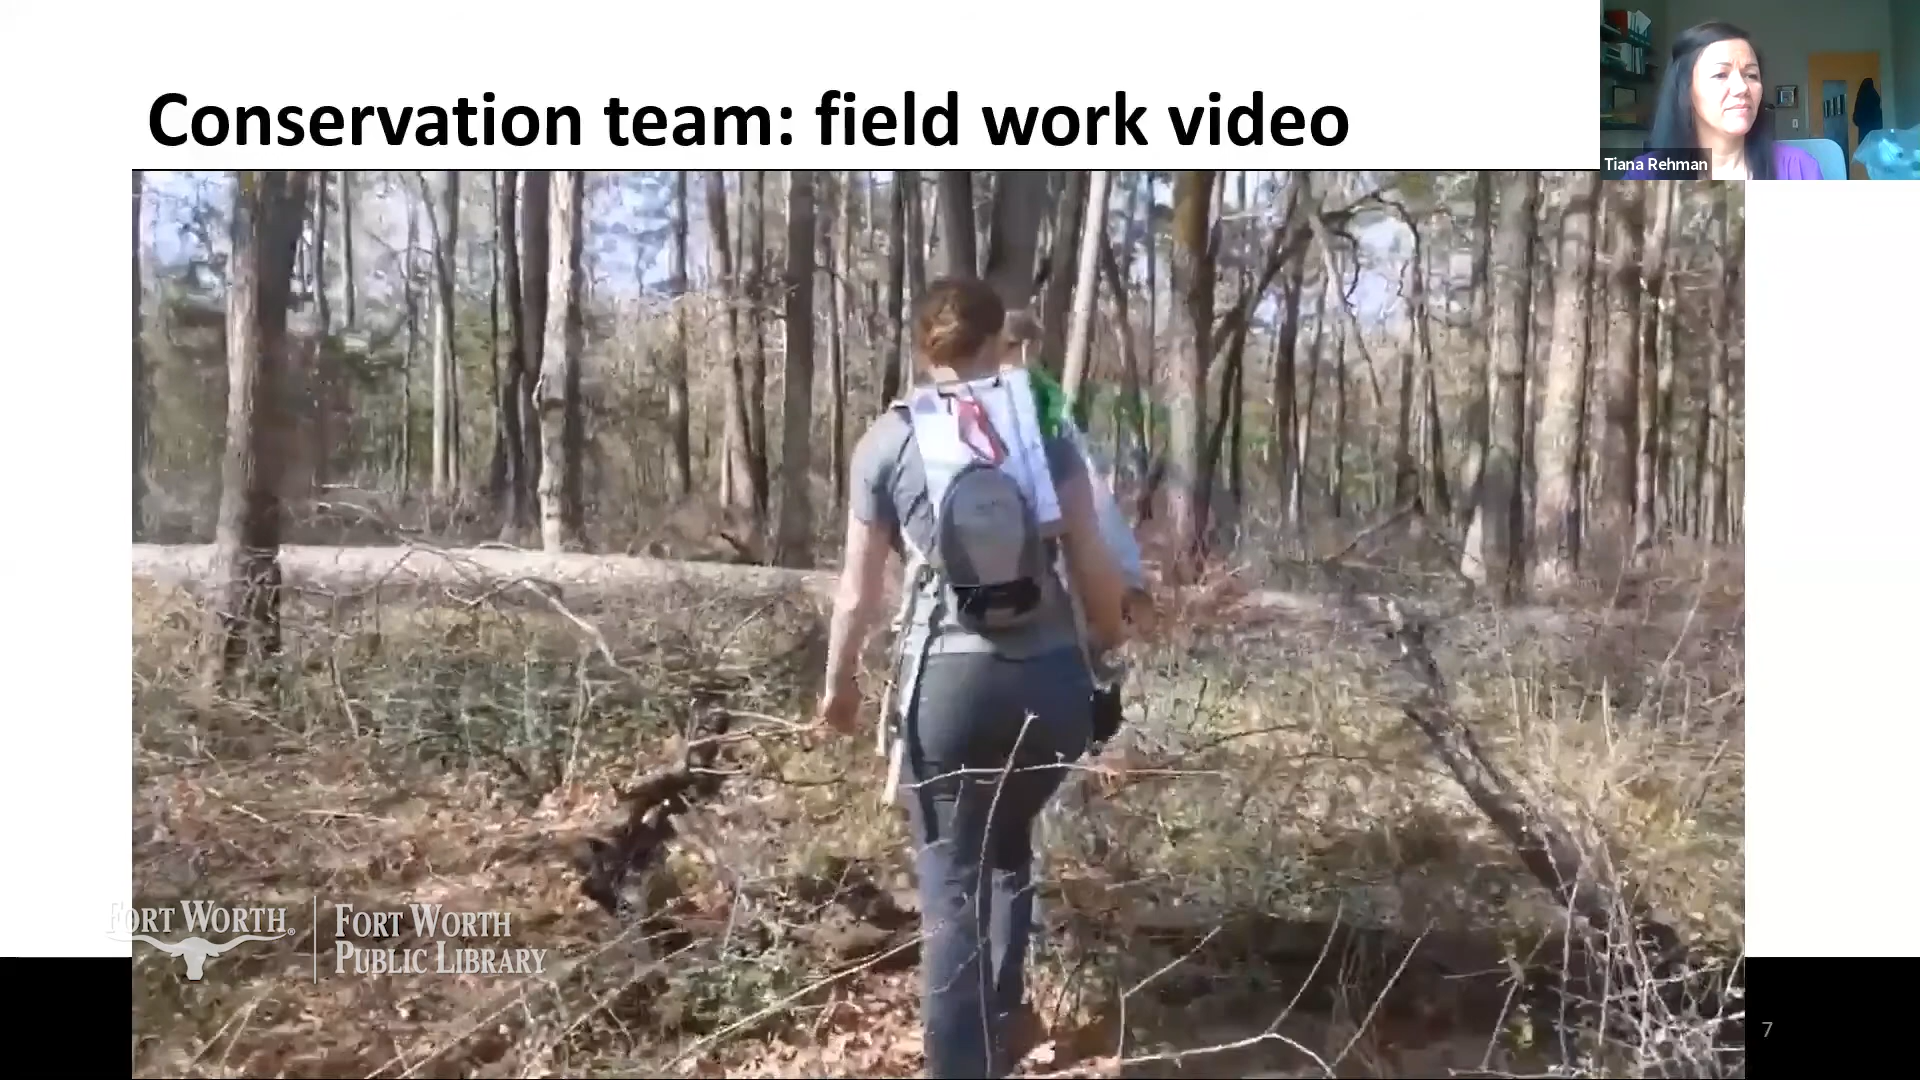 Conservation team: field work video
Tiana Rehman
FORT WORTH®
FORT WORTH
PUBLIC LIBRARY
7